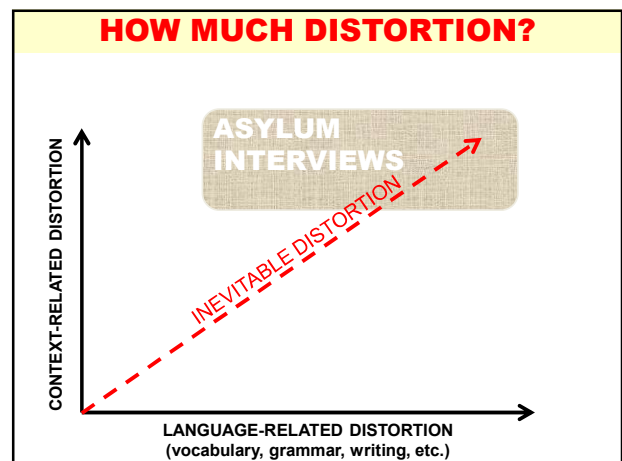 HOW MUCH DISTORTION?
ASYLUM
INTERVIEWS
INEVITABLE DISTORTION
CONTEXT-RELATED DISTORTION
LANGUAGE-RELATED DISTORTION
(vocabulary, grammar, writing, etc.)